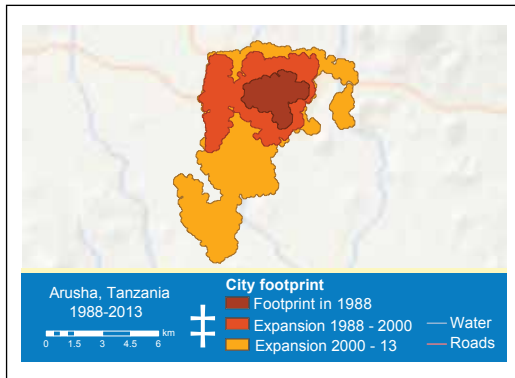 Arusha, Tanzania
1988-2013
km
0 1.5 3 4.5 6
City footprint
Footprint in 1988
Expansion 1988 - 2000
Expansion 2000 - 13
Water
Roads